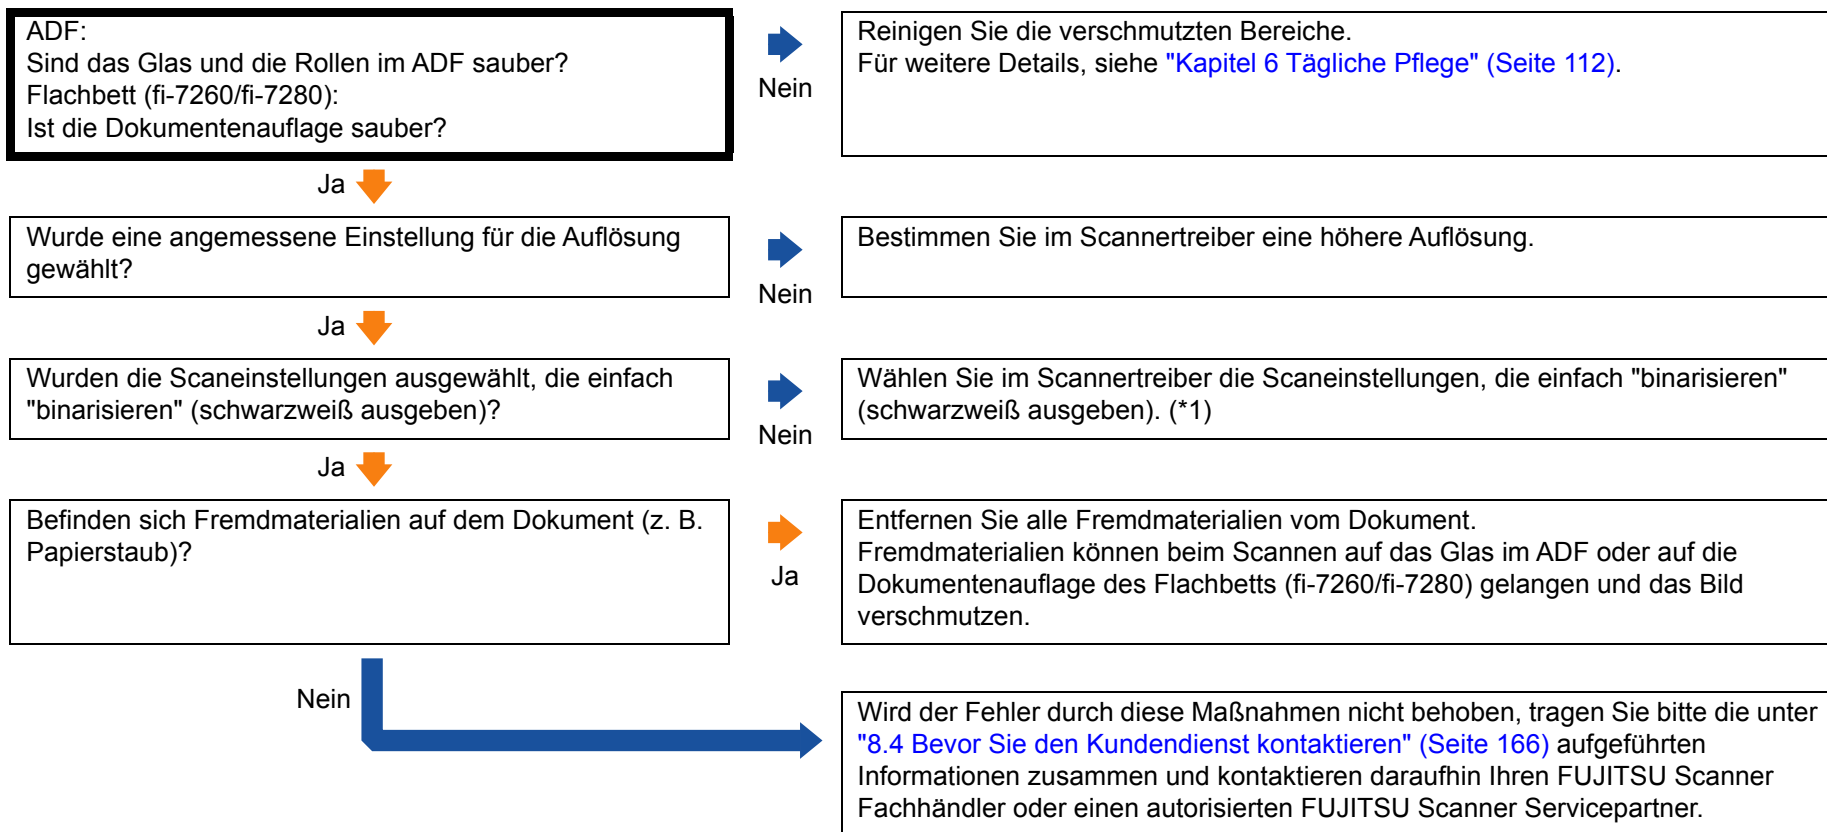 ADF:
Sind das Glas und die Rollen im ADF sauber?
Flachbett (fi-7260/fi-7280):
Ist die Dokumentenauflage sauber?
Nein
Reinigen Sie die verschmutzten Bereiche.
Für weitere Details, siehe "Kapitel 6 Tägliche Pflege" (Seite 112).
Ja
Wurde eine angemessene Einstellung für die Auflösung
gewählt?
Nein
Bestimmen Sie im Scannertreiber eine höhere Auflösung.
Ja
Wurden die Scaneinstellungen ausgewählt, die einfach
"binarisieren" (schwarzweiß ausgeben)?
Nein
Wählen Sie im Scannertreiber die Scaneinstellungen, die einfach "binarisieren"
(schwarzweiß ausgeben). (*1)
Ja
Befinden sich Fremdmaterialien auf dem Dokument (z. B.
Papierstaub)?
Ja
Entfernen Sie alle Fremdmaterialien vom Dokument.
Fremdmaterialien können beim Scannen auf das Glas im ADF oder auf die
Dokumentenauflage des Flachbetts (fi-7260/fi-7280) gelangen und das Bild
verschmutzen.
Nein
Wird der Fehler durch diese Maßnahmen nicht behoben, tragen Sie bitte die unter
"8.4 Bevor Sie den Kundendienst kontaktieren" (Seite 166) aufgeführten
Informationen zusammen und kontaktieren daraufhin Ihren FUJITSU Scanner
Fachhändler oder einen autorisierten FUJITSU Scanner Servicepartner.